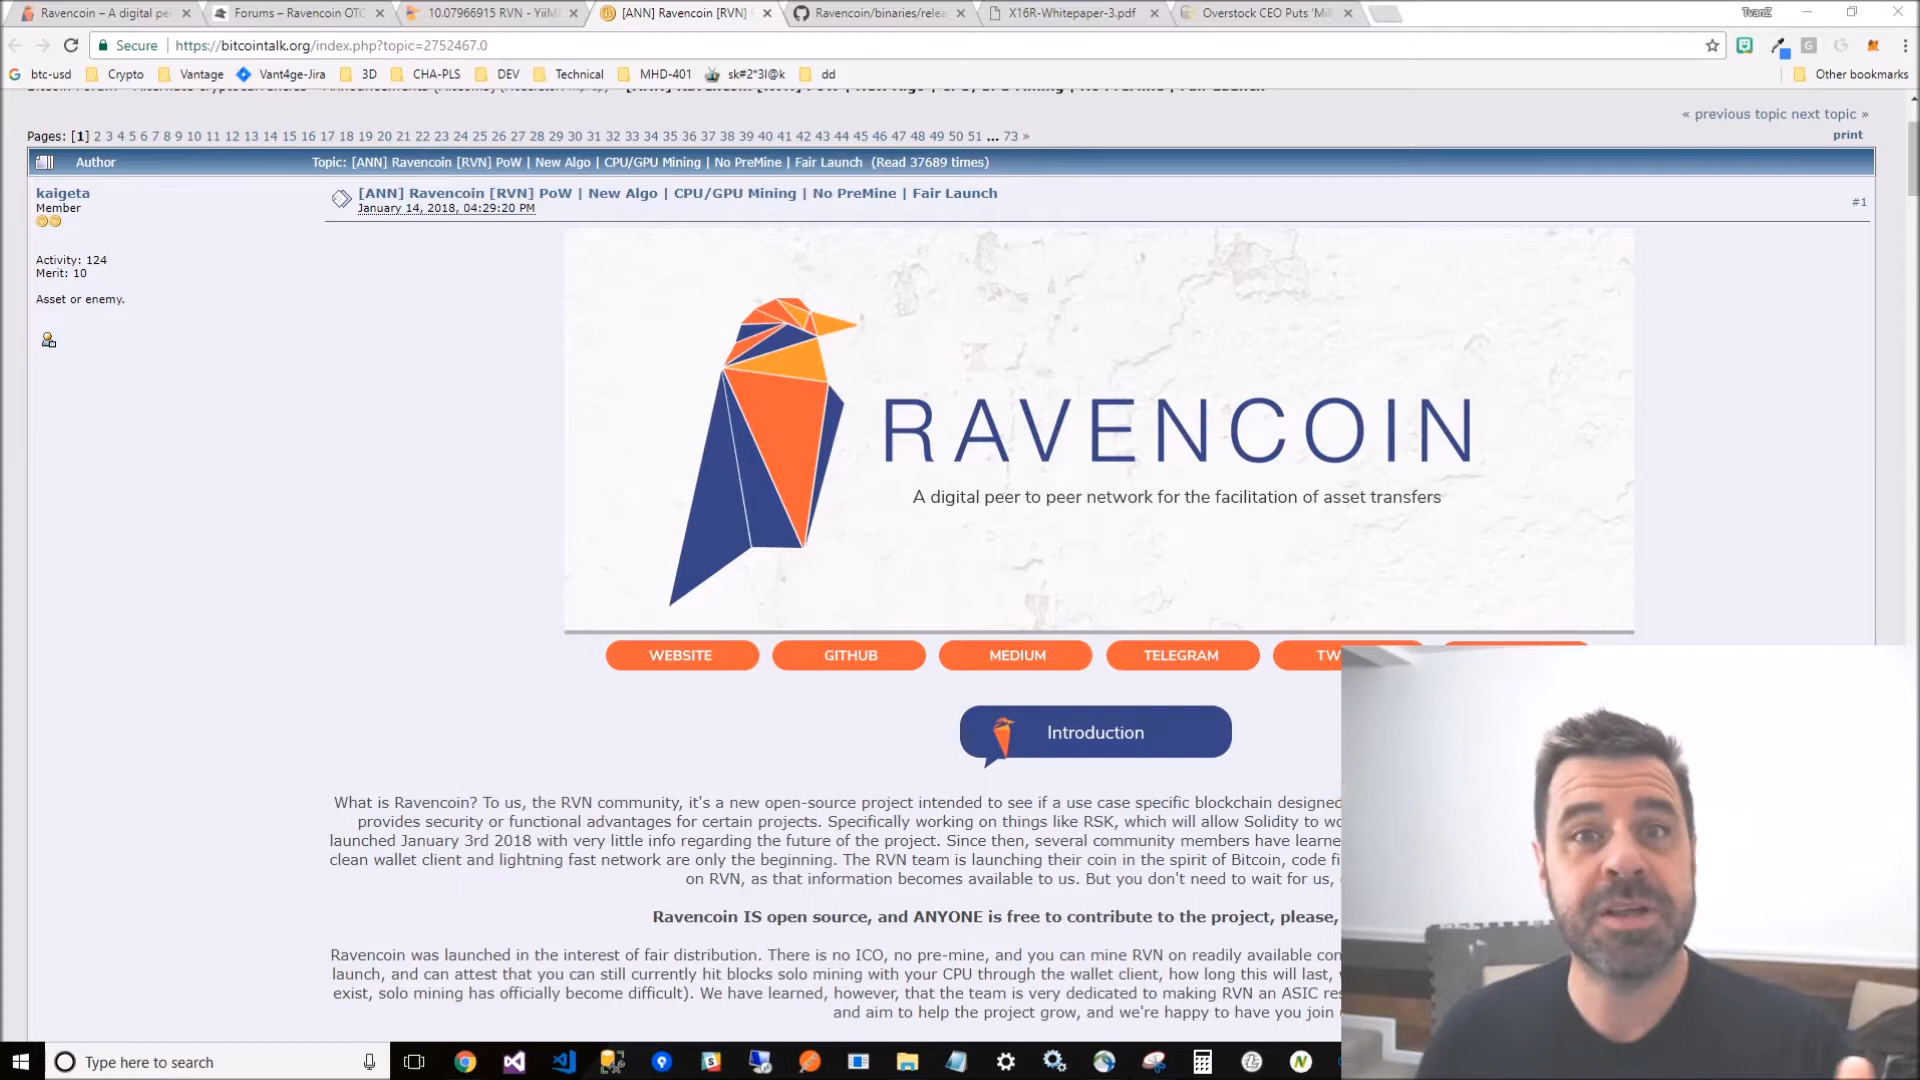 Ravencoin – A digital pe
Forums – Ravencoin OTC
10.07966915 RVN - YiiM
[ANN] Ravencoin [RVN]
Ravencoin/binaries/relea
X16R-Whitepaper-3.pdf
Overstock CEO Puts 'Mil
TvanZ
Secure
https://bitcointalk.org/index.php?topic=2752467.0
btc-usd
Crypto
Vantage
Vant4ge-Jira
3D
CHA-PLS
DEV
Technical
MHD-401
sk#2*3l@k
dd
Other bookmarks
« previous topic next topic »
Pages: [1] 2 3 4 5 6 7 8 9 10 11 12 13 14 15 16 17 18 19 20 21 22 23 24 25 26 27 28 29 30 31 32 33 34 35 36 37 38 39 40 41 42 43 44 45 46 47 48 49 50 51 ... 73 »
print
Author
Topic: [ANN] Ravencoin [RVN] PoW | New Algo | CPU/GPU Mining | No PreMine | Fair Launch (Read 37689 times)
kaigeta
Member
Activity: 124
Merit: 10
Asset or enemy.
[ANN] Ravencoin [RVN] PoW | New Algo | CPU/GPU Mining | No PreMine | Fair Launch
January 14, 2018, 04:29:20 PM
#1
RAVENCOIN
A digital peer to peer network for the facilitation of asset transfers
WEBSITE
GITHUB
MEDIUM
TELEGRAM
TW
Introduction
What is Ravencoin? To us, the RVN community, it's a new open-source project intended to see if a use case specific blockchain designed
provides security or functional advantages for certain projects. Specifically working on things like RSK, which will allow Solidity to wo
launched January 3rd 2018 with very little info regarding the future of the project. Since then, several community members have learne
clean wallet client and lightning fast network are only the beginning. The RVN team is launching their coin in the spirit of Bitcoin, code fi
on RVN, as that information becomes available to us. But you don't need to wait for us,
Ravencoin IS open source, and ANYONE is free to contribute to the project, please,
Ravencoin was launched in the interest of fair distribution. There is no ICO, no pre-mine, and you can mine RVN on readily available con
launch, and can attest that you can still currently hit blocks solo mining with your CPU through the wallet client, how long this will last,
exist, solo mining has officially become difficult). We have learned, however, that the team is very dedicated to making RVN an ASIC res
and aim to help the project grow, and we're happy to have you join
Type here to search